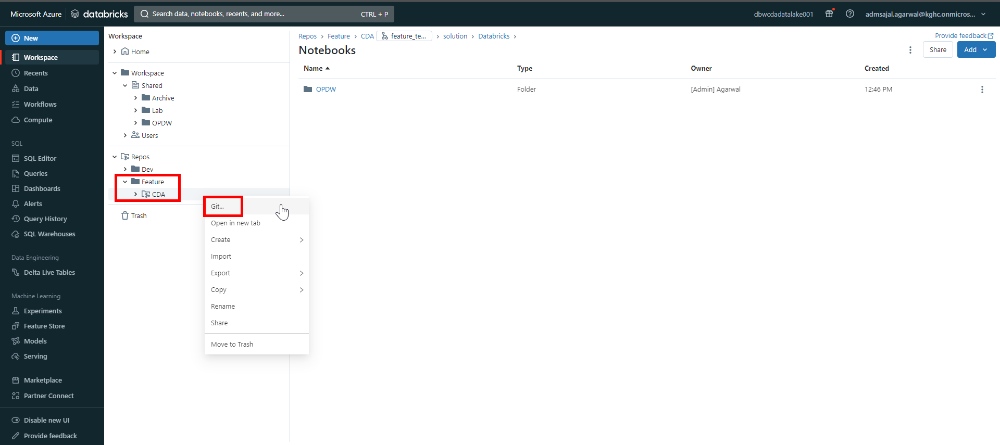 Microsoft Azure databricks Search data, notebooks, recents, and more... CTRL + P dbwcdadatalake001 admsajal.agarwal@kghc.onmicros...
New
Workspace
Recents
Data
Workflows
Compute
SQL
SQL Editor
Queries
Dashboards
Alerts
Query History
SQL Warehouses
Data Engineering
Delta Live Tables
Machine Learning
Experiments
Feature Store
Models
Serving
Marketplace
Partner Connect
Disable new UI
Provide feedback
Workspace
Home
Workspace
Shared
Archive
Lab
OPDW
Users
Repos
Dev
Feature
CDA
Trash
Git...
Open in new tab
Create
Import
Export
Copy
Rename
Share
Move to Trash
Repos › Feature › CDA feature_te... › solution › Databricks ›
Provide feedback
Notebooks
Share Add
Name Type Owner Created
OPDW Folder [Admin] Agarwal 12:46 PM